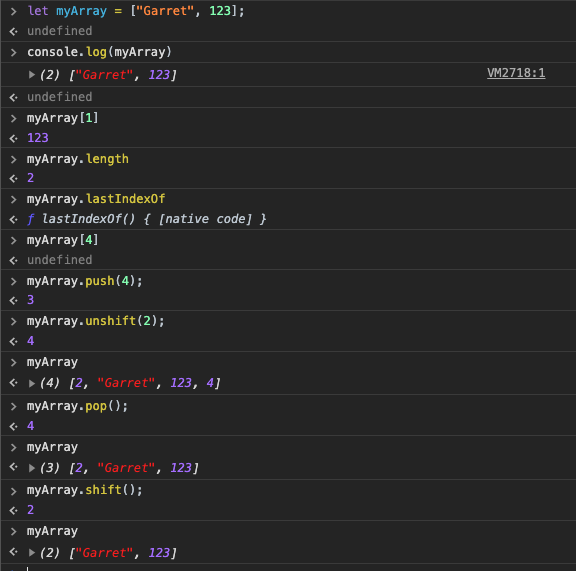 > let myArray = ["Garret", 123];
undefined
> console.log(myArray)
(2) ["Garret", 123] VM2718:1
undefined
> myArray[1]
123
> myArray.length
2
> myArray.lastIndexOf
ƒ lastIndexOf() { [native code] }
> myArray[4]
undefined
> myArray.push(4);
3
> myArray.unshift(2);
4
> myArray
(4) [2, "Garret", 123, 4]
> myArray.pop();
4
> myArray
(3) [2, "Garret", 123]
> myArray.shift();
2
> myArray
(2) ["Garret", 123]